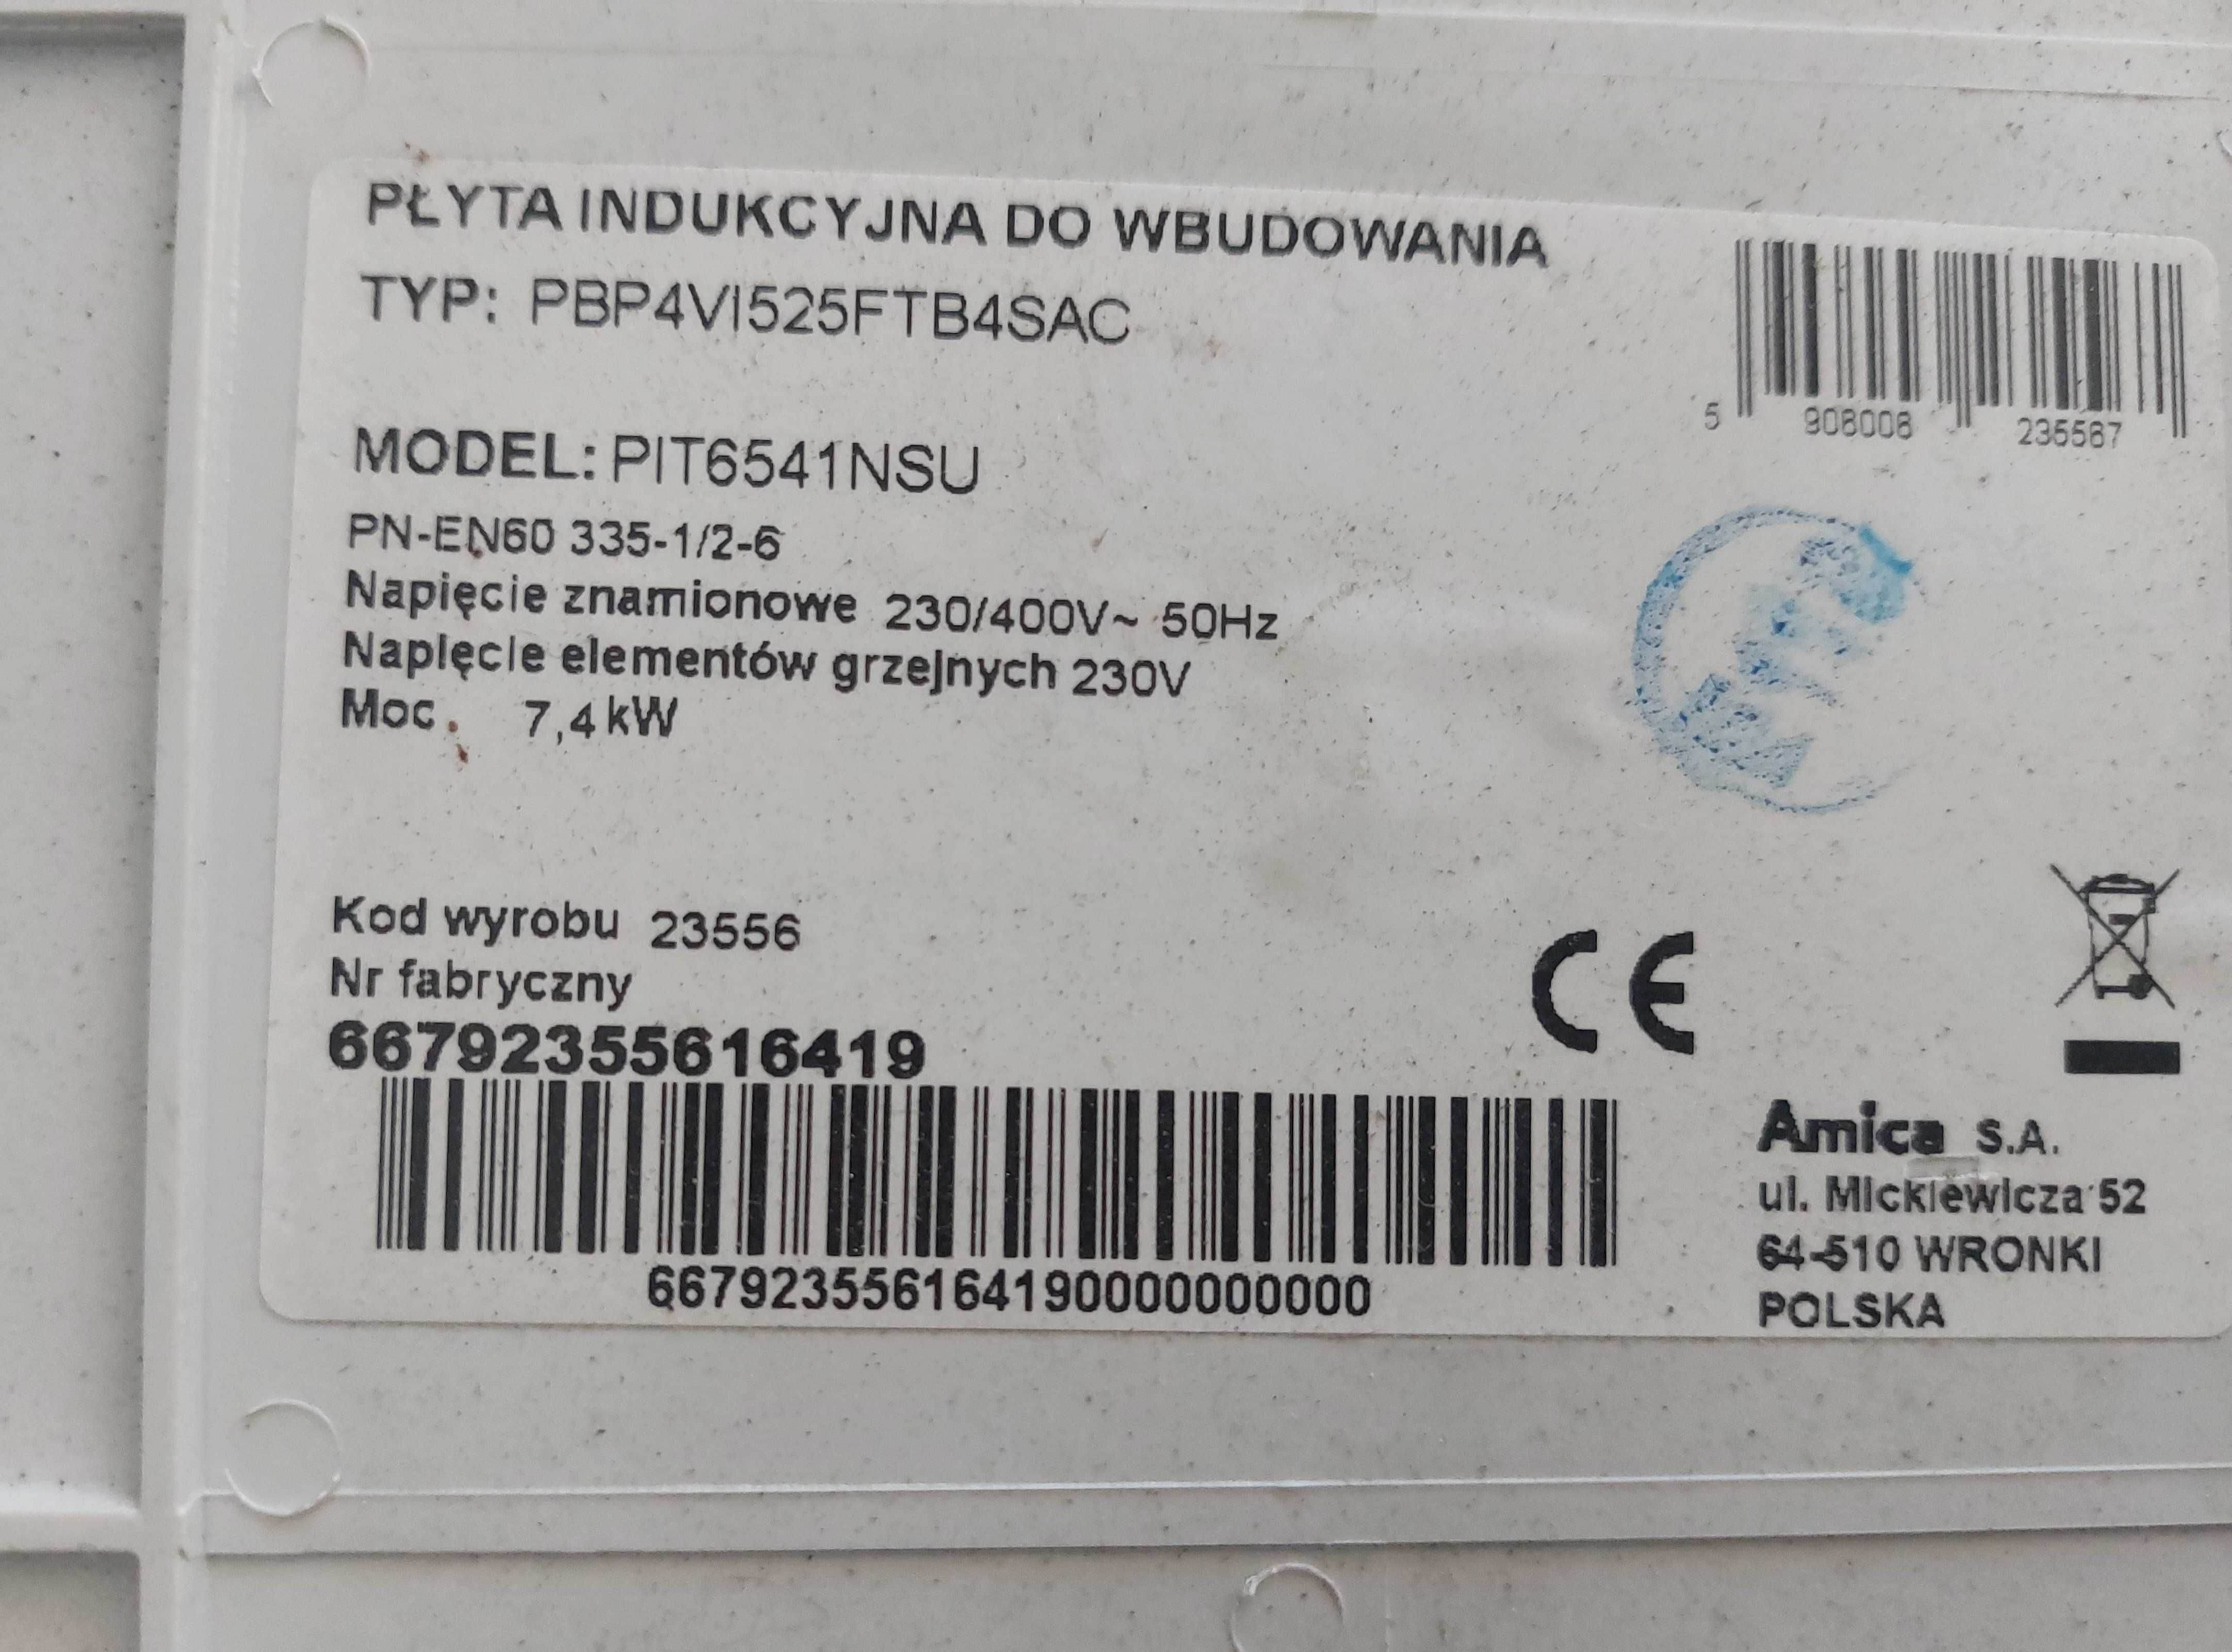 PŁYTA INDUKCYJNA DO WBUDOWANIA
TYP: PBP4VI525FTB4SAC
5 908006 235567
MODEL: PIT6541NSU
PN-EN60 335-1/2-6
Napięcie znamionowe 230/400V~ 50Hz
Napięcie elementów grzejnych 230V
Moc. 7,4 kW
Kod wyrobu 23556
Nr fabryczny
66792355616419
CE
667923556164190000000000
Amica S.A.
ul. Mickiewicza 52
64-510 WRONKI
POLSKA